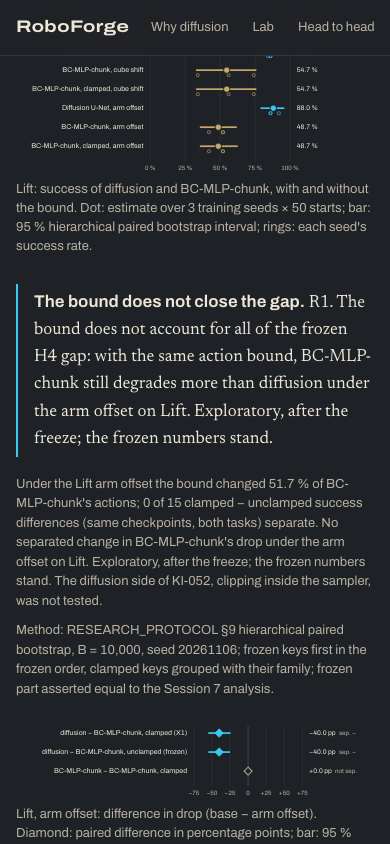 RoboForge
Why diffusion
Lab
Head to head
BC-MLP-chunk, cube shift 54.7 %
BC-MLP-chunk, clamped, cube shift 54.7 %
Diffusion U-Net, arm offset 88.0 %
BC-MLP-chunk, arm offset 48.7 %
BC-MLP-chunk, clamped, arm offset 48.7 %
0 % 25 % 50 % 75 % 100 %
Lift: success of diffusion and BC-MLP-chunk, with and without
the bound. Dot: estimate over 3 training seeds × 50 starts; bar:
95 % hierarchical paired bootstrap interval; rings: each seed's
success rate.
The bound does not close the gap. R1. The
bound does not account for all of the frozen
H4 gap: with the same action bound, BC-MLP-
chunk still degrades more than diffusion under
the arm offset on Lift. Exploratory, after the
freeze; the frozen numbers stand.
Under the Lift arm offset the bound changed 51.7 % of BC-
MLP-chunk's actions; 0 of 15 clamped − unclamped success
differences (same checkpoints, both tasks) separate. No
separated change in BC-MLP-chunk's drop under the arm
offset on Lift. Exploratory, after the freeze; the frozen numbers
stand. The diffusion side of KI-052, clipping inside the sampler,
was not tested.
Method: RESEARCH_PROTOCOL §9 hierarchical paired
bootstrap, B = 10,000, seed 20261106; frozen keys first in the
frozen order, clamped keys grouped with their family; frozen
part asserted equal to the Session 7 analysis.
diffusion − BC-MLP-chunk, clamped (X1) −40.0 pp sep. −
diffusion − BC-MLP-chunk, unclamped (frozen) −40.0 pp sep. −
BC-MLP-chunk − BC-MLP-chunk, clamped +0.0 pp not sep.
−75 −50 −25 0 +25 +50 +75
Lift, arm offset: difference in drop (base − arm offset).
Diamond: paired difference in percentage points; bar: 95 %